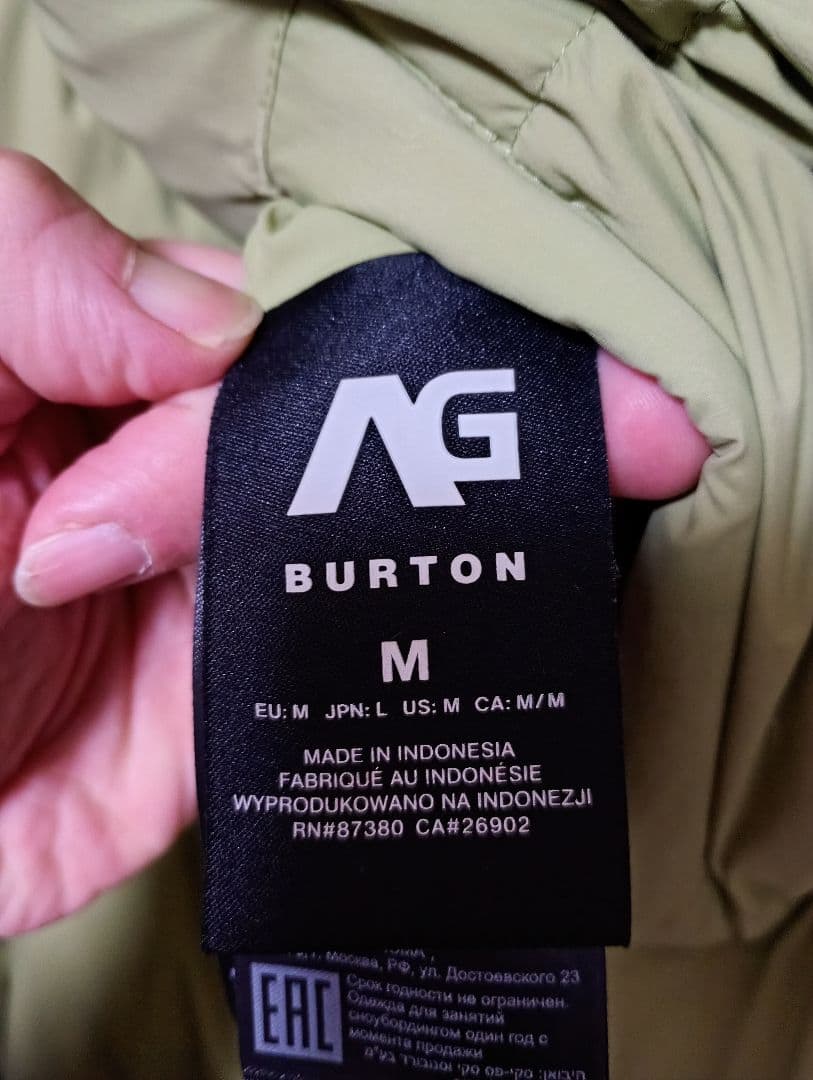 AG
BURTON
M
EU: M JPN: L US: M CA: M/M
MADE IN INDONESIA
FABRIQUÉ AU INDONÉSIE
WYPRODUKOWANO NA INDONEZJI
RN#87380 CA#26902
Москва, РФ, ул. Достоевского 23
EAC
Срок годности не ограничен.
Одежда для занятий
сноубордингом один год с
момента продажи